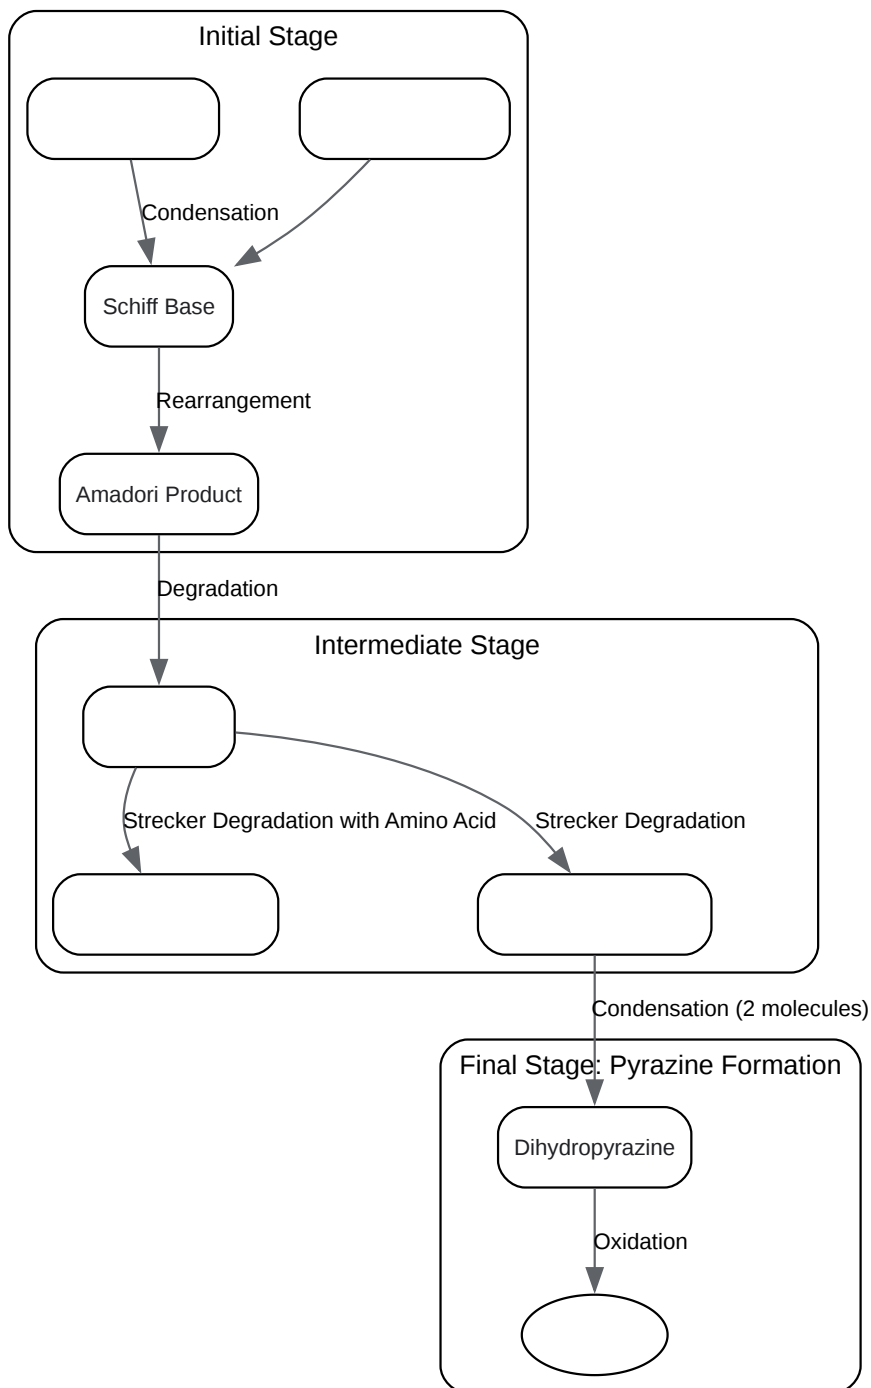 Initial Stage
Condensation
Schiff Base
Rearrangement
Amadori Product
Degradation
Intermediate Stage
Strecker Degradation with Amino Acid
Strecker Degradation
Condensation (2 molecules)
Final Stage: Pyrazine Formation
Dihydropyrazine
Oxidation